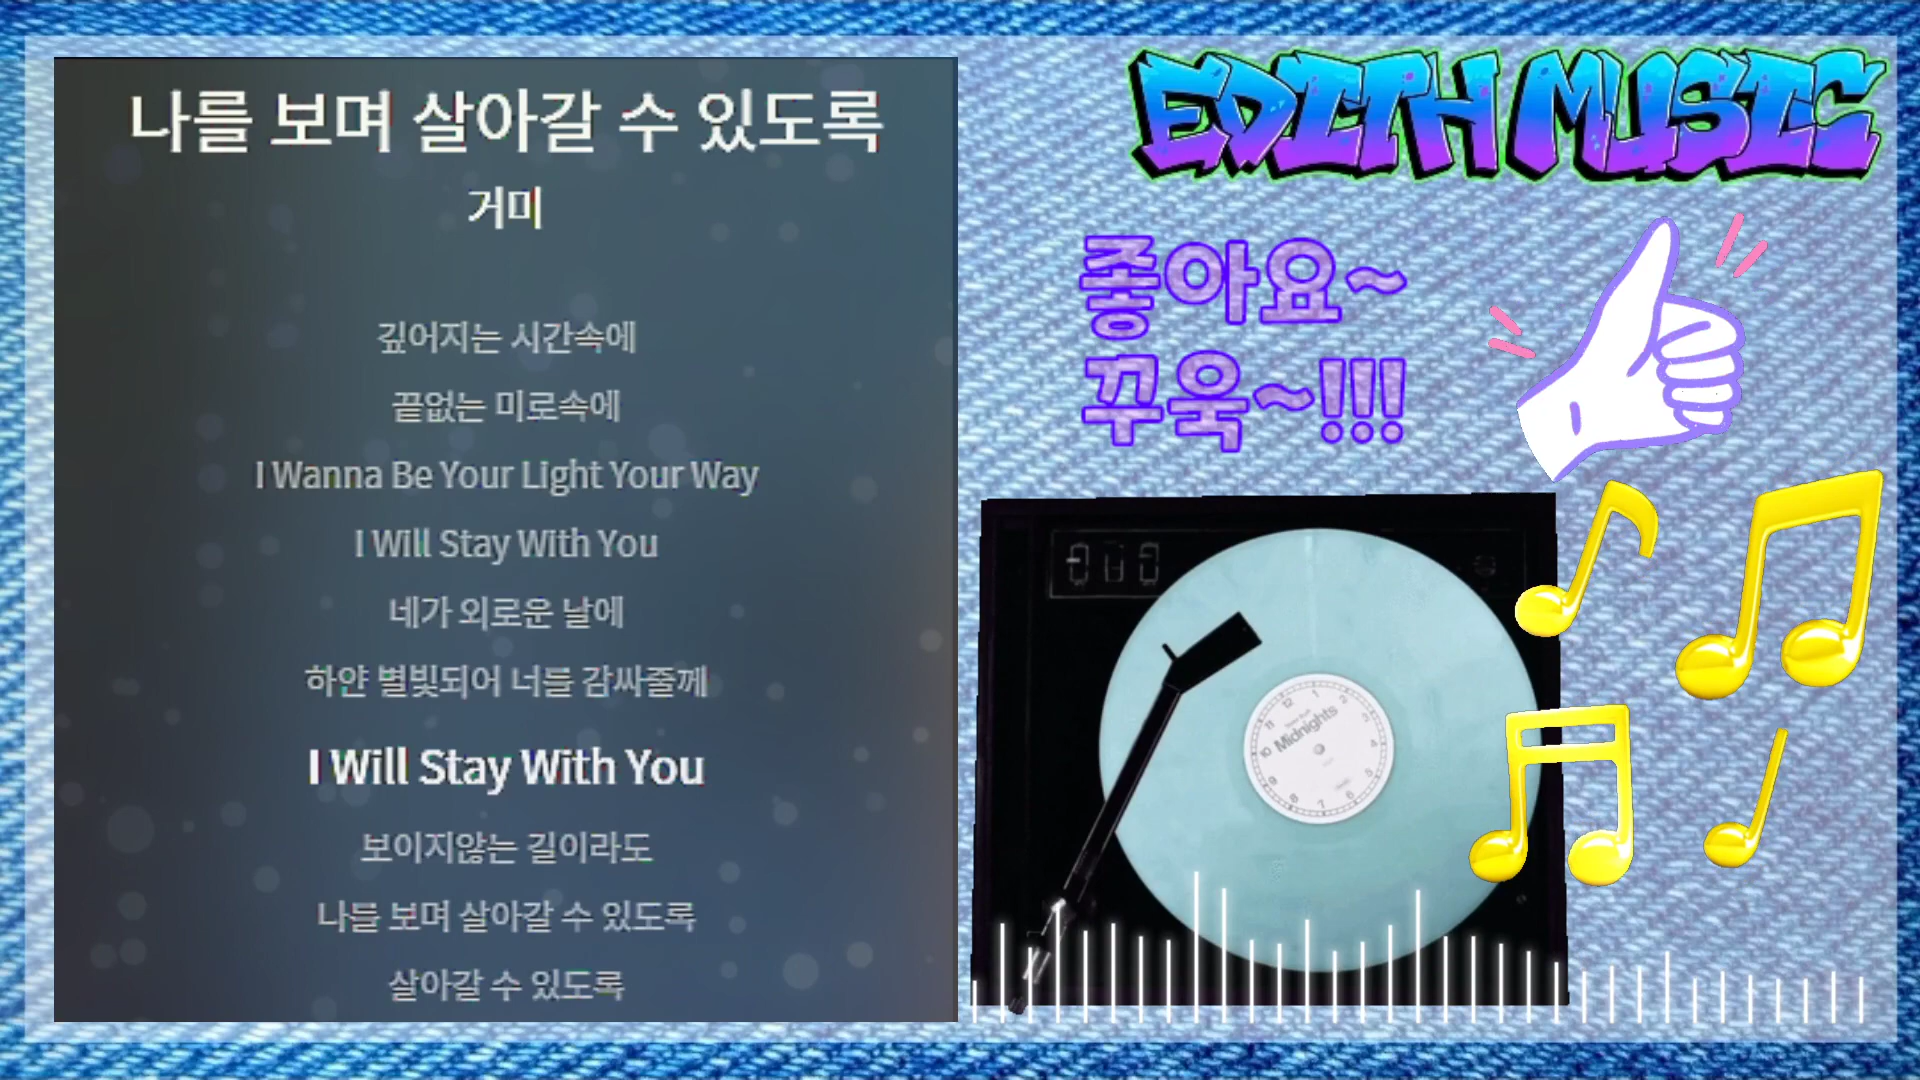 나를 보며 살아갈 수 있도록
거미
깊어지는 시간속에
끝없는 미로속에
I Wanna Be Your Light Your Way
I Will Stay With You
네가 외로운 날에
하얀 별빛되어 너를 감싸줄께
I Will Stay With You
보이지않는 길이라도
나를 보며 살아갈 수 있도록
살아갈 수 있도록
EDITH MUSIC
좋아요~
꾸욱~!!!
Midnights